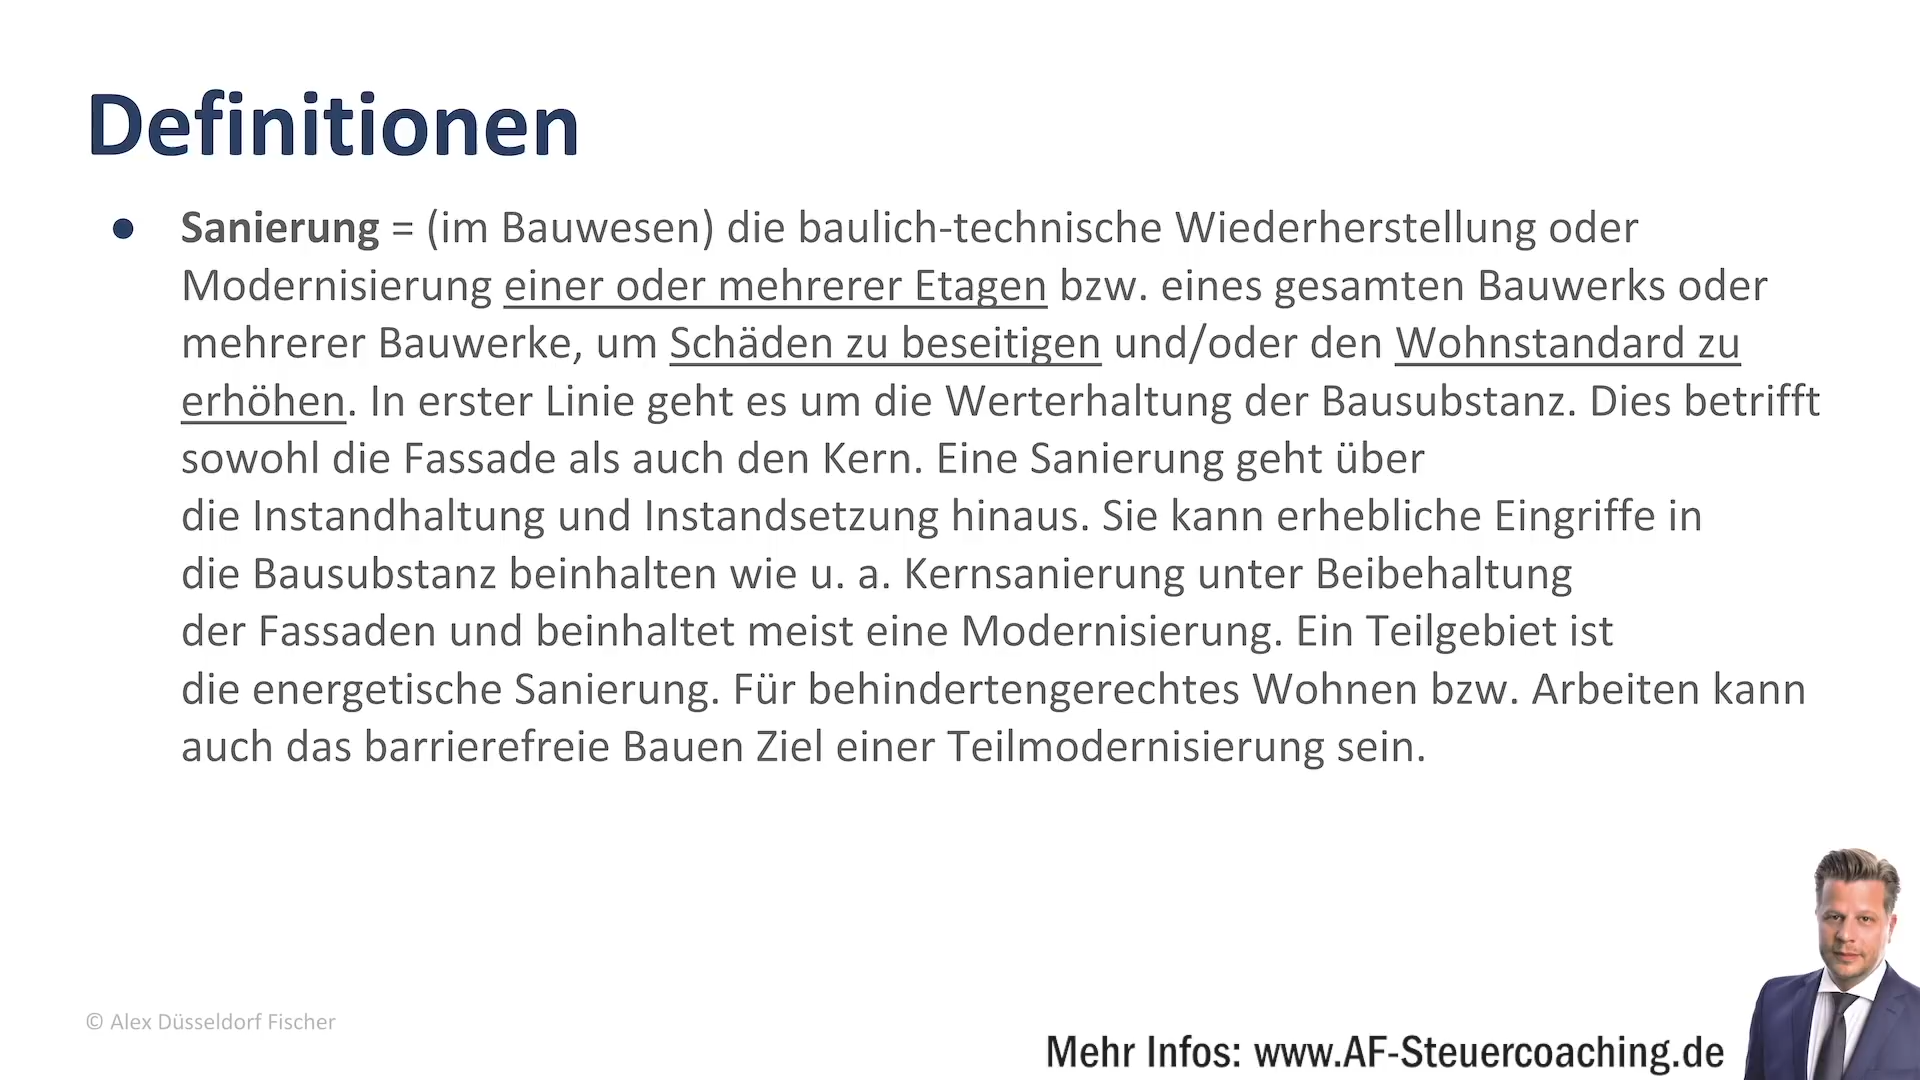 Definitionen
● Sanierung = (im Bauwesen) die baulich-technische Wiederherstellung oder
Modernisierung einer oder mehrerer Etagen bzw. eines gesamten Bauwerks oder
mehrerer Bauwerke, um Schäden zu beseitigen und/oder den Wohnstandard zu
erhöhen. In erster Linie geht es um die Werterhaltung der Bausubstanz. Dies betrifft
sowohl die Fassade als auch den Kern. Eine Sanierung geht über
die Instandhaltung und Instandsetzung hinaus. Sie kann erhebliche Eingriffe in
die Bausubstanz beinhalten wie u. a. Kernsanierung unter Beibehaltung
der Fassaden und beinhaltet meist eine Modernisierung. Ein Teilgebiet ist
die energetische Sanierung. Für behindertengerechtes Wohnen bzw. Arbeiten kann
auch das barrierefreie Bauen Ziel einer Teilmodernisierung sein.
© Alex Düsseldorf Fischer
Mehr Infos: www.AF-Steuercoaching.de